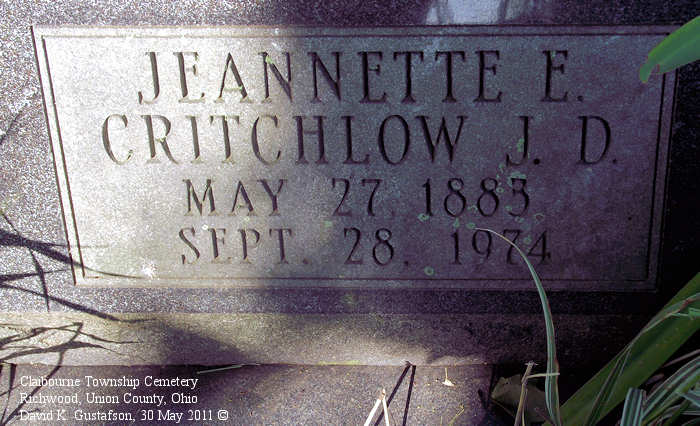 JEANNETTE E.
CRITCHLOW J. D.
MAY 27, 1883
SEPT. 28, 1974
Claibourne Township Cemetery
Richwood, Union County, Ohio
David K. Gustafson, 30 May 2011 ©